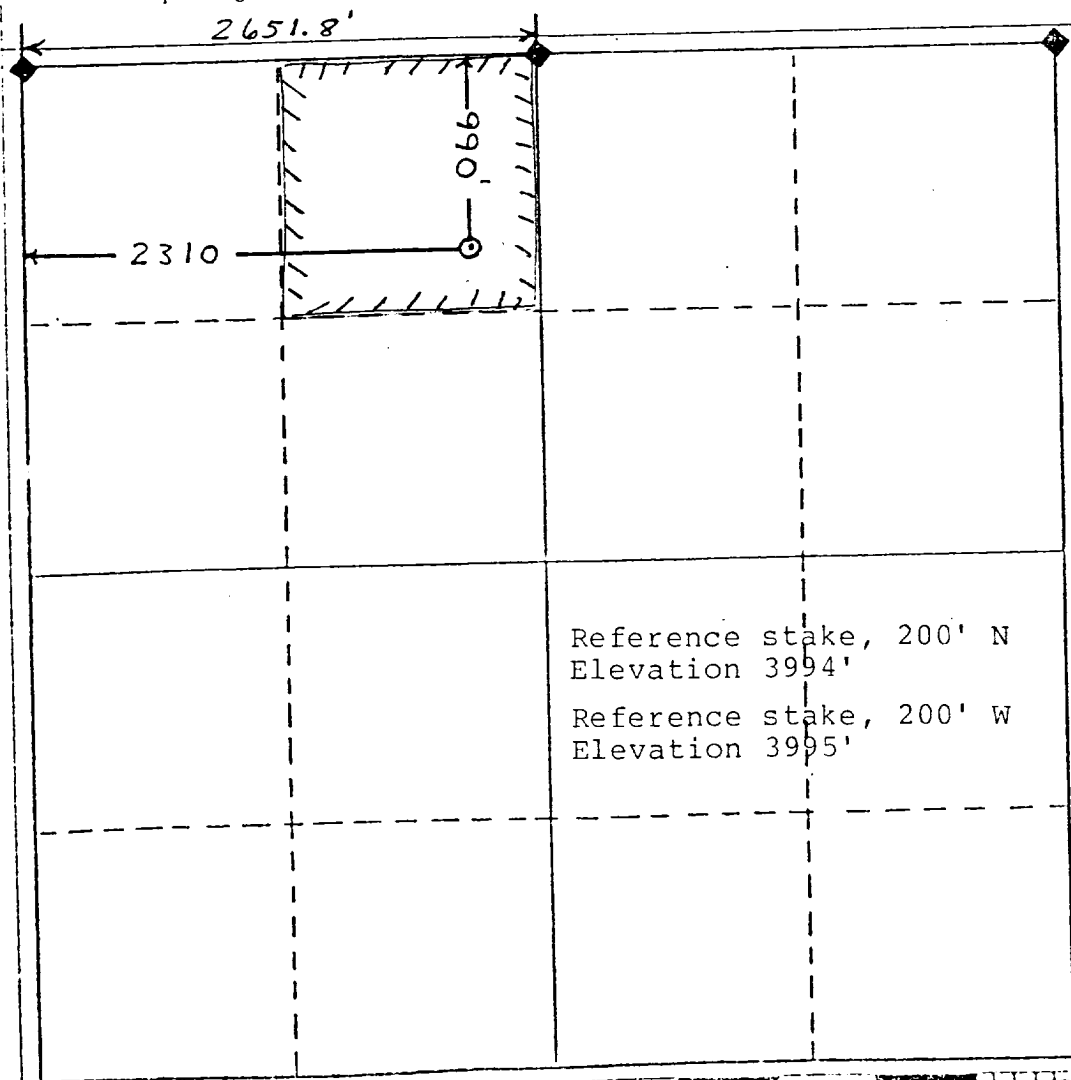 2651.8'
990'
2310
Reference stake, 200' N
Elevation 3994'
Reference stake, 200' W
Elevation 3995'